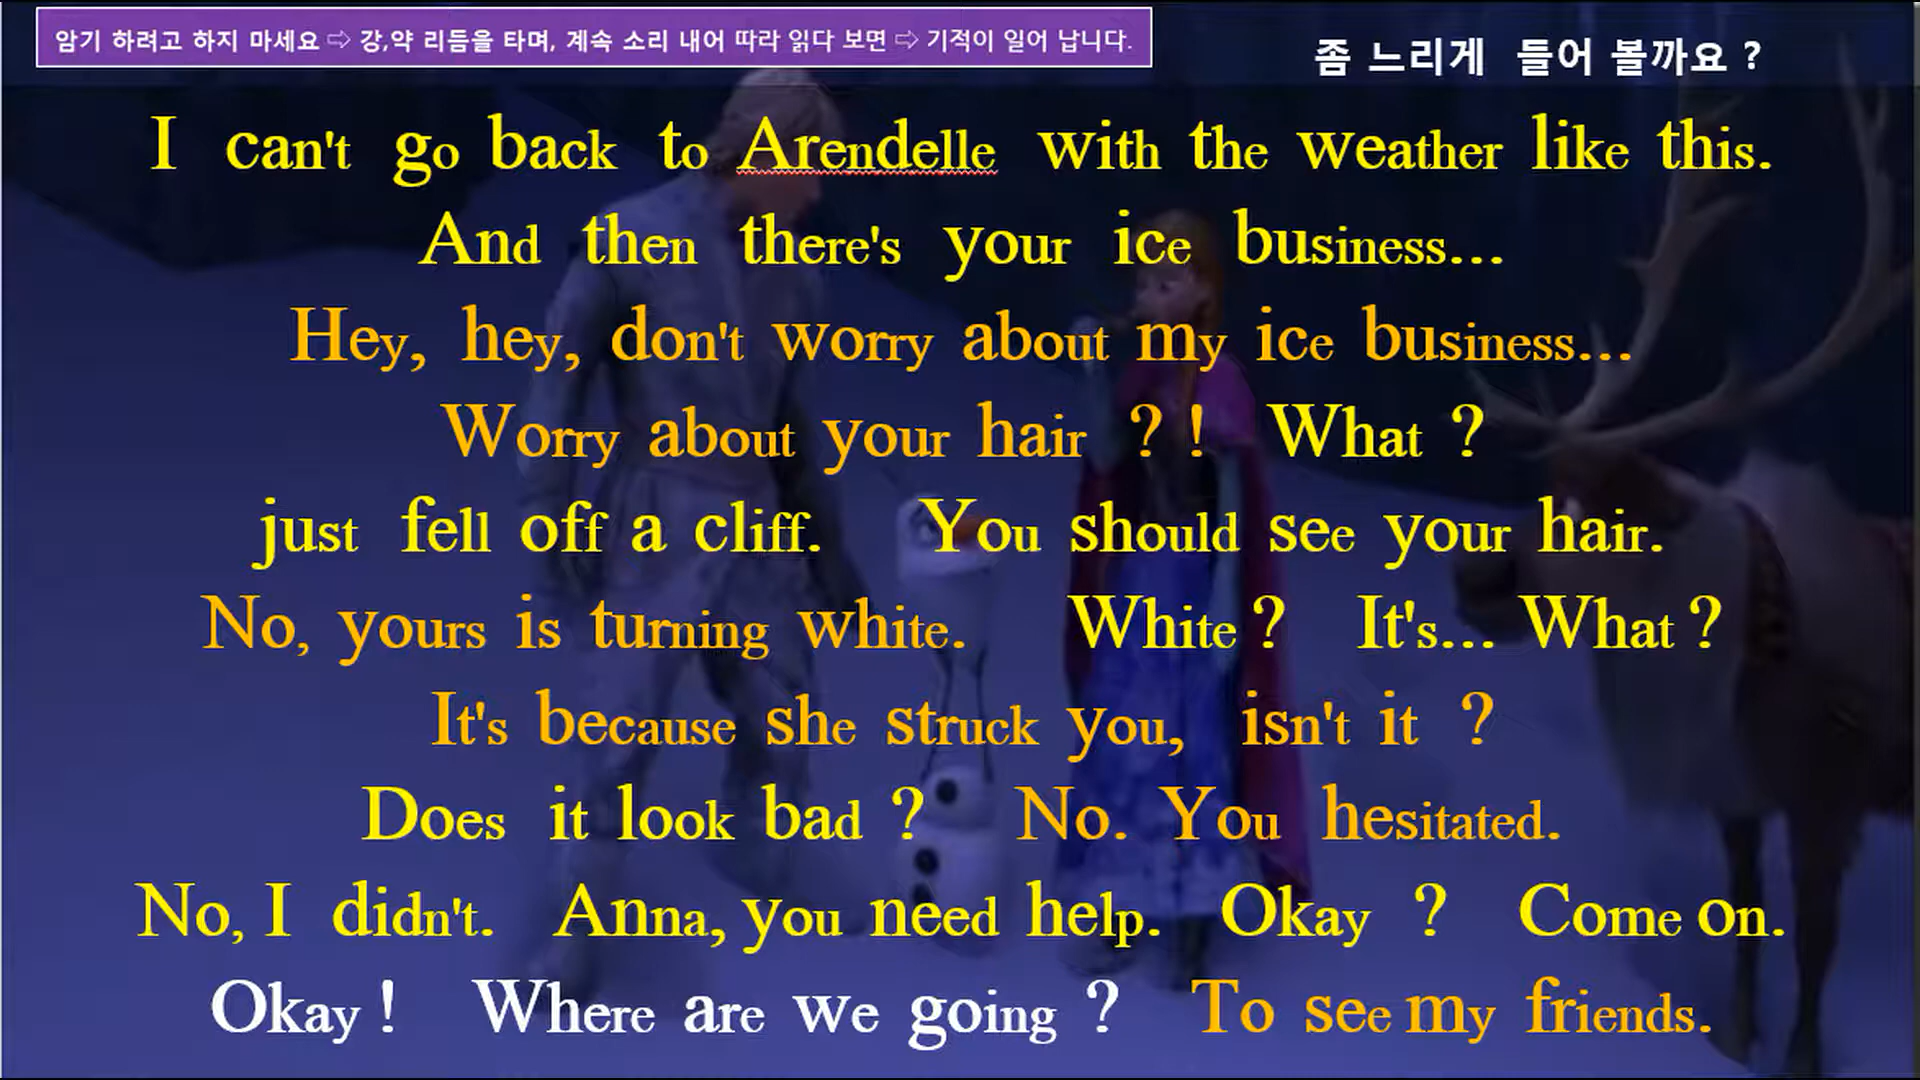 암기 하려고 하지 마세요 ⇨ 강,약 리듬을 타며, 계속 소리 내어 따라 읽다 보면 ⇨ 기적이 일어 납니다.
좀 느리게 들어 볼까요 ?
I can't go back to Arendelle with the weather like this.
And then there's your ice business...
Hey, hey, don't worry about my ice business...
Worry about your hair ? ! What ?
just fell off a cliff. You should see your hair.
No, yours is turning white. White ? It's... What ?
It's because she struck you, isn't it ?
Does it look bad ? No. You hesitated.
No, I didn't. Anna, you need help. Okay ? Come on.
Okay ! Where are we going ? To see my friends.